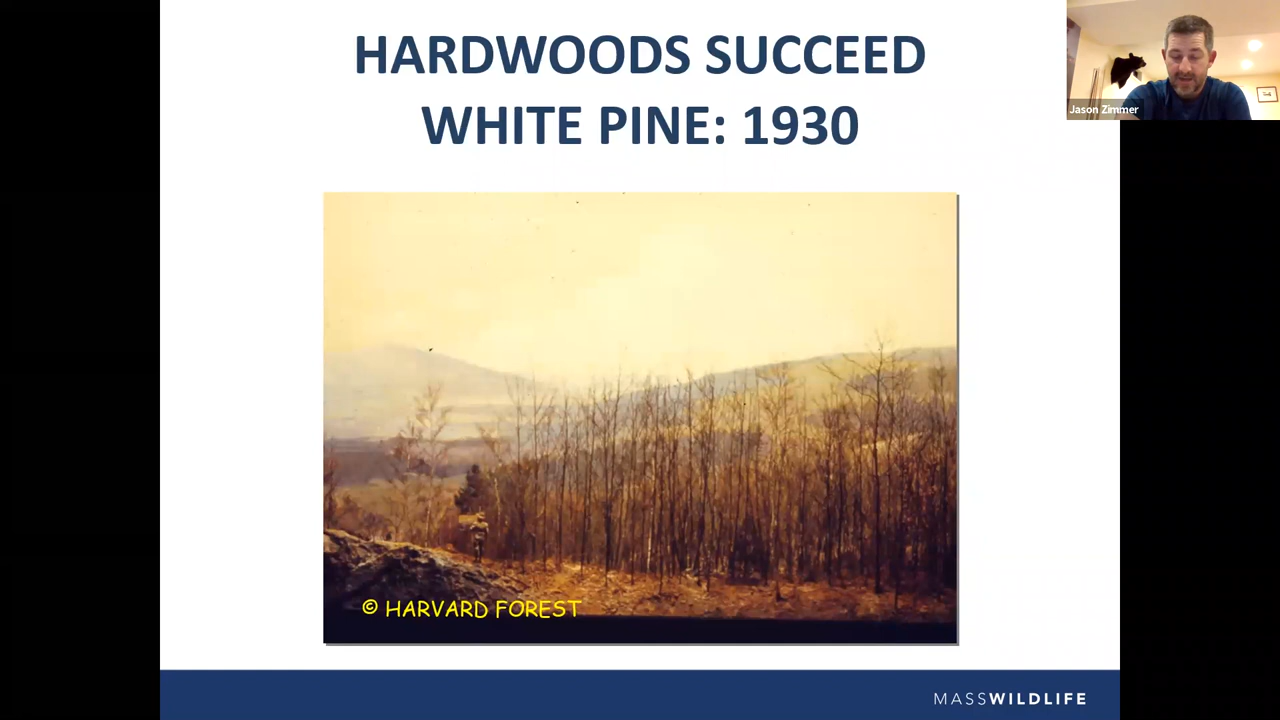 HARDWOODS SUCCEED
WHITE PINE: 1930
Jason Zimmer
© HARVARD FOREST
MASSWILDLIFE